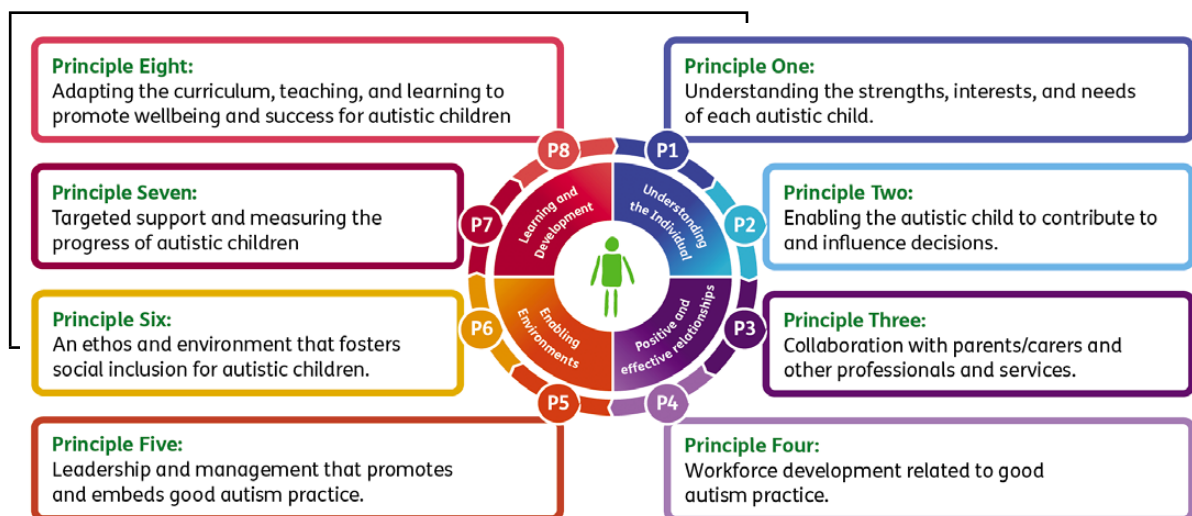 Principle Eight:
Adapting the curriculum, teaching, and learning to
promote wellbeing and success for autistic children
Principle One:
Understanding the strengths, interests, and needs
of each autistic child.
Principle Seven:
Targeted support and measuring the
progress of autistic children
Principle Two:
Enabling the autistic child to contribute to
and influence decisions.
Principle Six:
An ethos and environment that fosters
social inclusion for autistic children.
Principle Three:
Collaboration with parents/carers and
other professionals and services.
Principle Five:
Leadership and management that promotes
and embeds good autism practice.
Principle Four:
Workforce development related to good
autism practice.
P8
P1
P7
P2
P6
P3
P5
P4
Learning and
Development
Understanding
the Individual
Enabling
Environments
Positive and
effective relationships